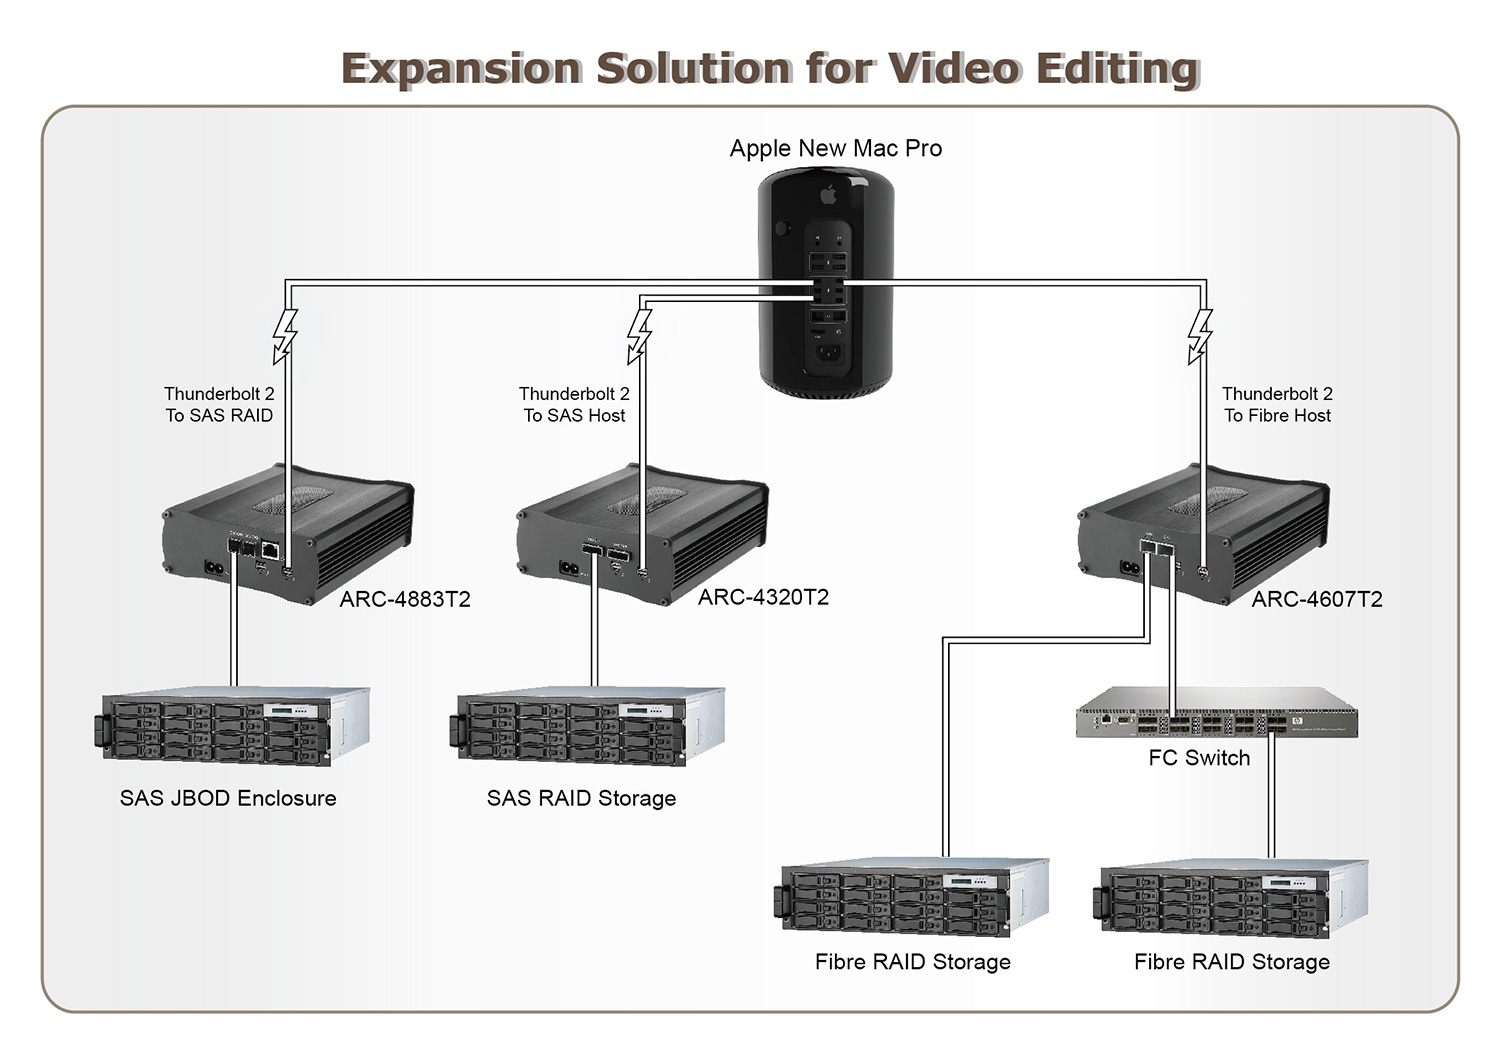 Expansion Solution for Video Editing
Apple New Mac Pro
Thunderbolt 2
To SAS RAID
Thunderbolt 2
To SAS Host
Thunderbolt 2
To Fibre Host
ARC-4883T2
ARC-4320T2
ARC-4607T2
FC Switch
SAS JBOD Enclosure
SAS RAID Storage
Fibre RAID Storage
Fibre RAID Storage